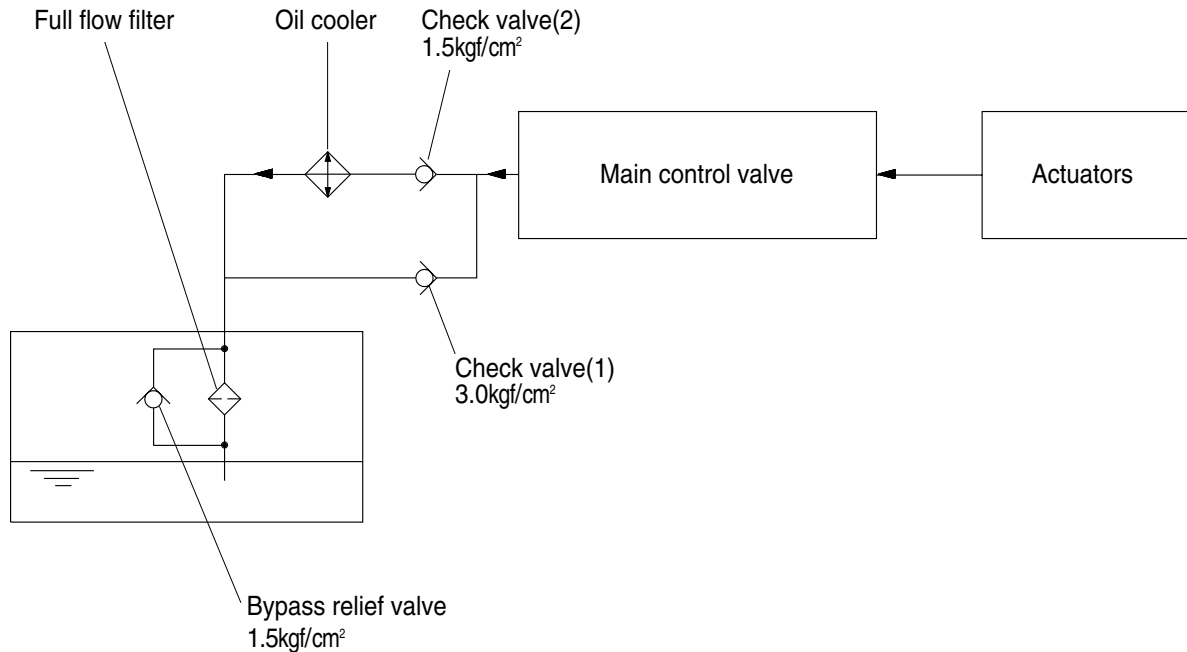 Full flow filter
Oil cooler
Check valve(2)
1.5kgf/cm²
Main control valve
Actuators
Check valve(1)
3.0kgf/cm²
Bypass relief valve
1.5kgf/cm²